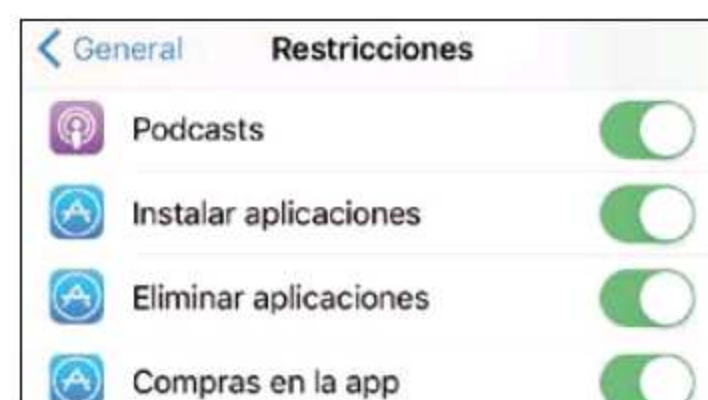 General Restricciones
Podcasts
Instalar aplicaciones
Eliminar aplicaciones
Compras en la app